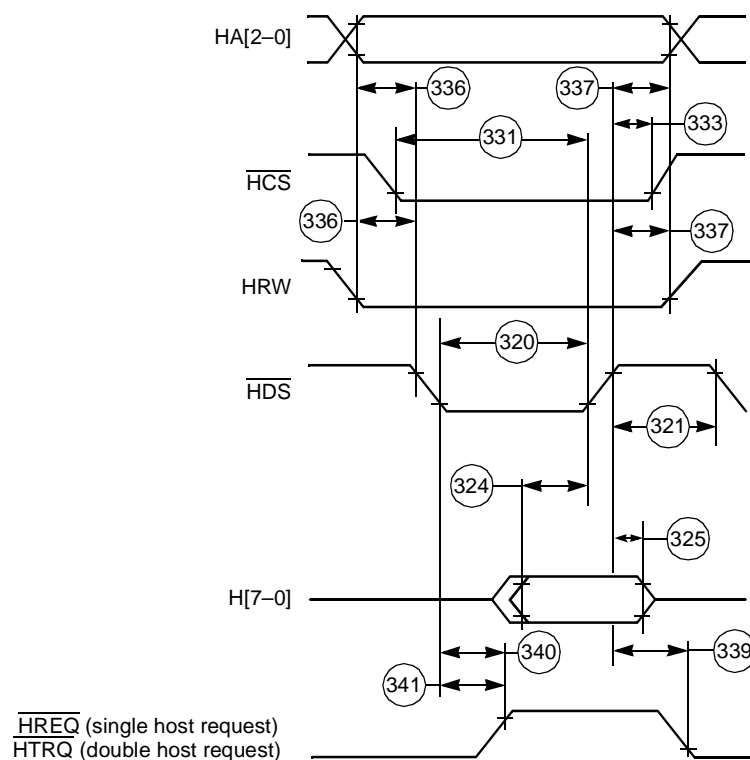 HA[2–0]
336
337
333
331
HCS
336
337
HRW
320
HDS
321
324
325
H[7–0]
340
339
341
HREQ (single host request)
HTRQ (double host request)